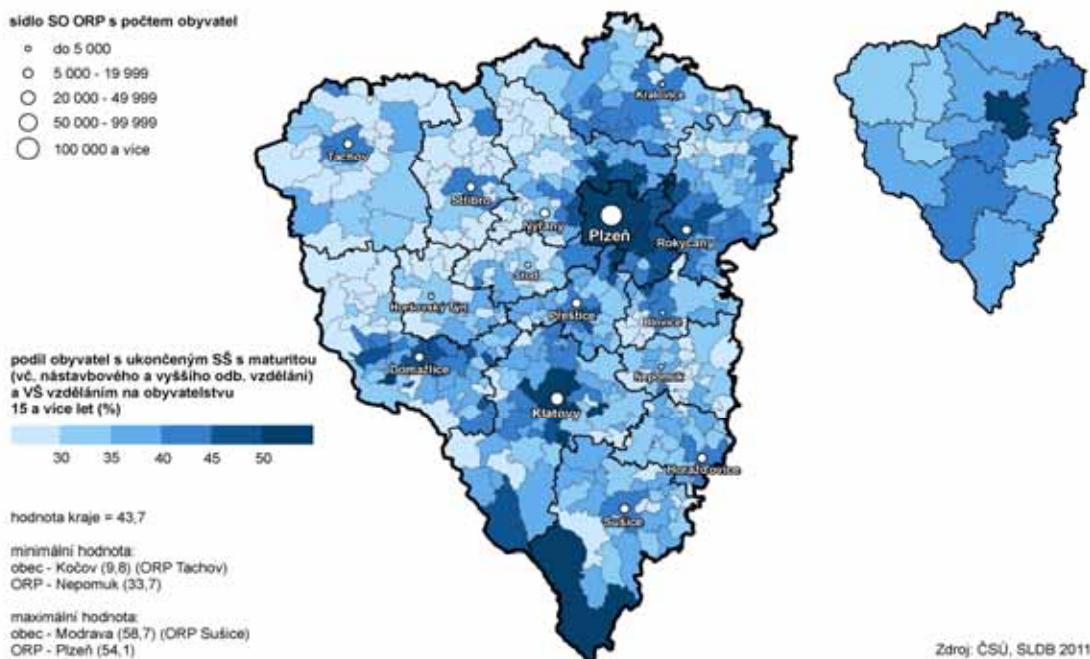 sídlo SO ORP s počtem obyvatel
do 5 000
5 000 - 19 999
20 000 - 49 999
50 000 - 99 999
100 000 a více
Kralovice
Tachov
Stříbro
Nýřany
Plzeň
Rokycany
Stod
Horšovský Týn
Přeštice
Blovice
Domažlice
Nepomuk
Klatovy
Horažďovice
Sušice
podíl obyvatel s ukončeným SŠ s maturitou
(vč. nástavbového a vyššího odb. vzdělání)
a VŠ vzděláním na obyvatelstvu
15 a více let (%)
30 35 40 45 50
hodnota kraje = 43,7
minimální hodnota:
obec - Kočov (9,8) (ORP Tachov)
ORP - Nepomuk (33,7)
maximální hodnota:
obec - Modrava (58,7) (ORP Sušice)
ORP - Plzeň (54,1)
Zdroj: ČSÚ, SLDB 2011